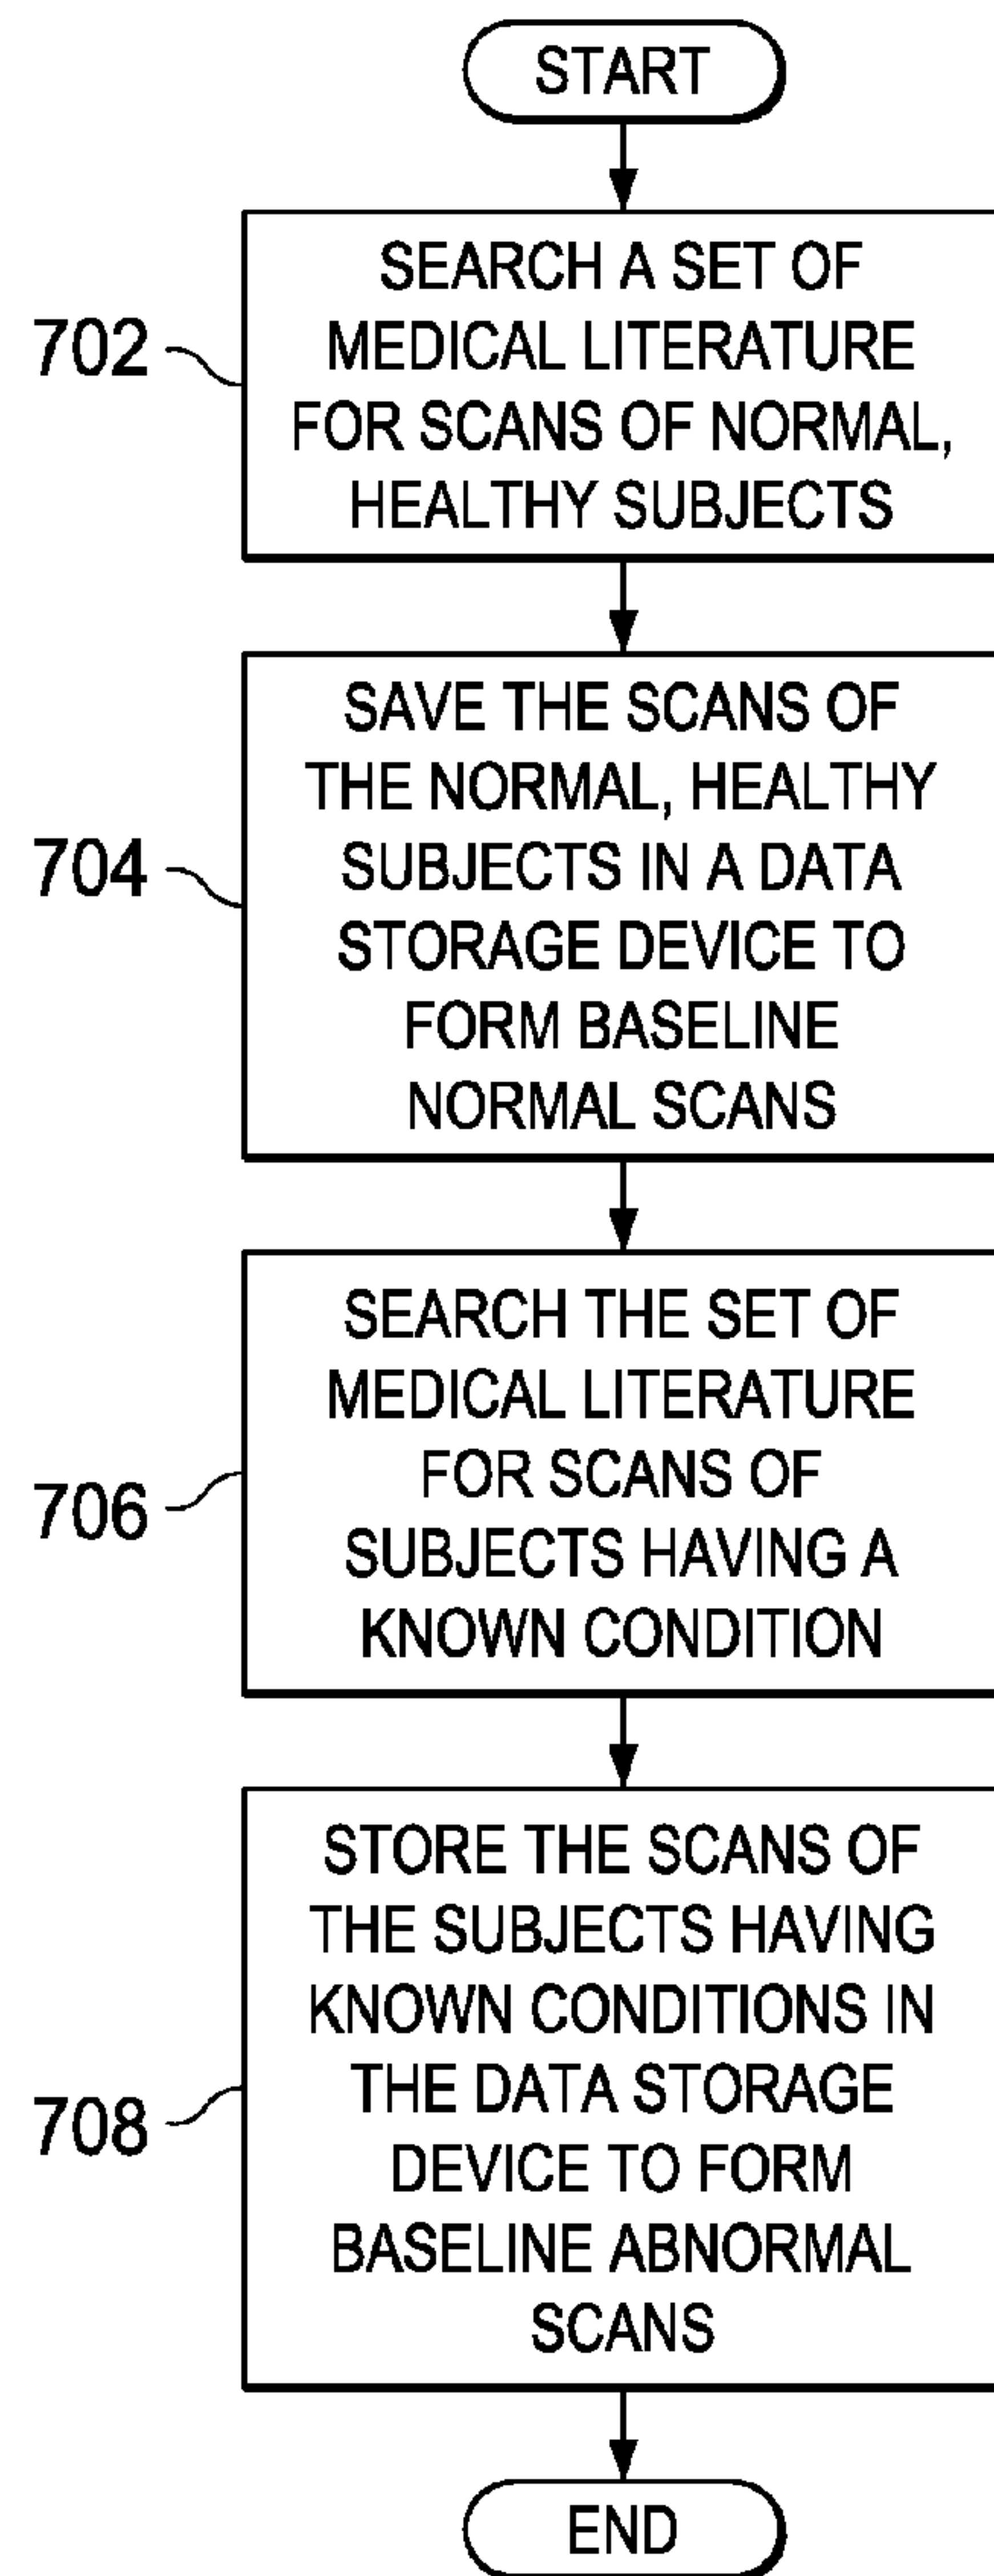 START
702
SEARCH A SET OF
MEDICAL LITERATURE
FOR SCANS OF NORMAL,
HEALTHY SUBJECTS
704
SAVE THE SCANS OF
THE NORMAL, HEALTHY
SUBJECTS IN A DATA
STORAGE DEVICE TO
FORM BASELINE
NORMAL SCANS
706
SEARCH THE SET OF
MEDICAL LITERATURE
FOR SCANS OF
SUBJECTS HAVING A
KNOWN CONDITION
708
STORE THE SCANS OF
THE SUBJECTS HAVING
KNOWN CONDITIONS IN
THE DATA STORAGE
DEVICE TO FORM
BASELINE ABNORMAL
SCANS
END